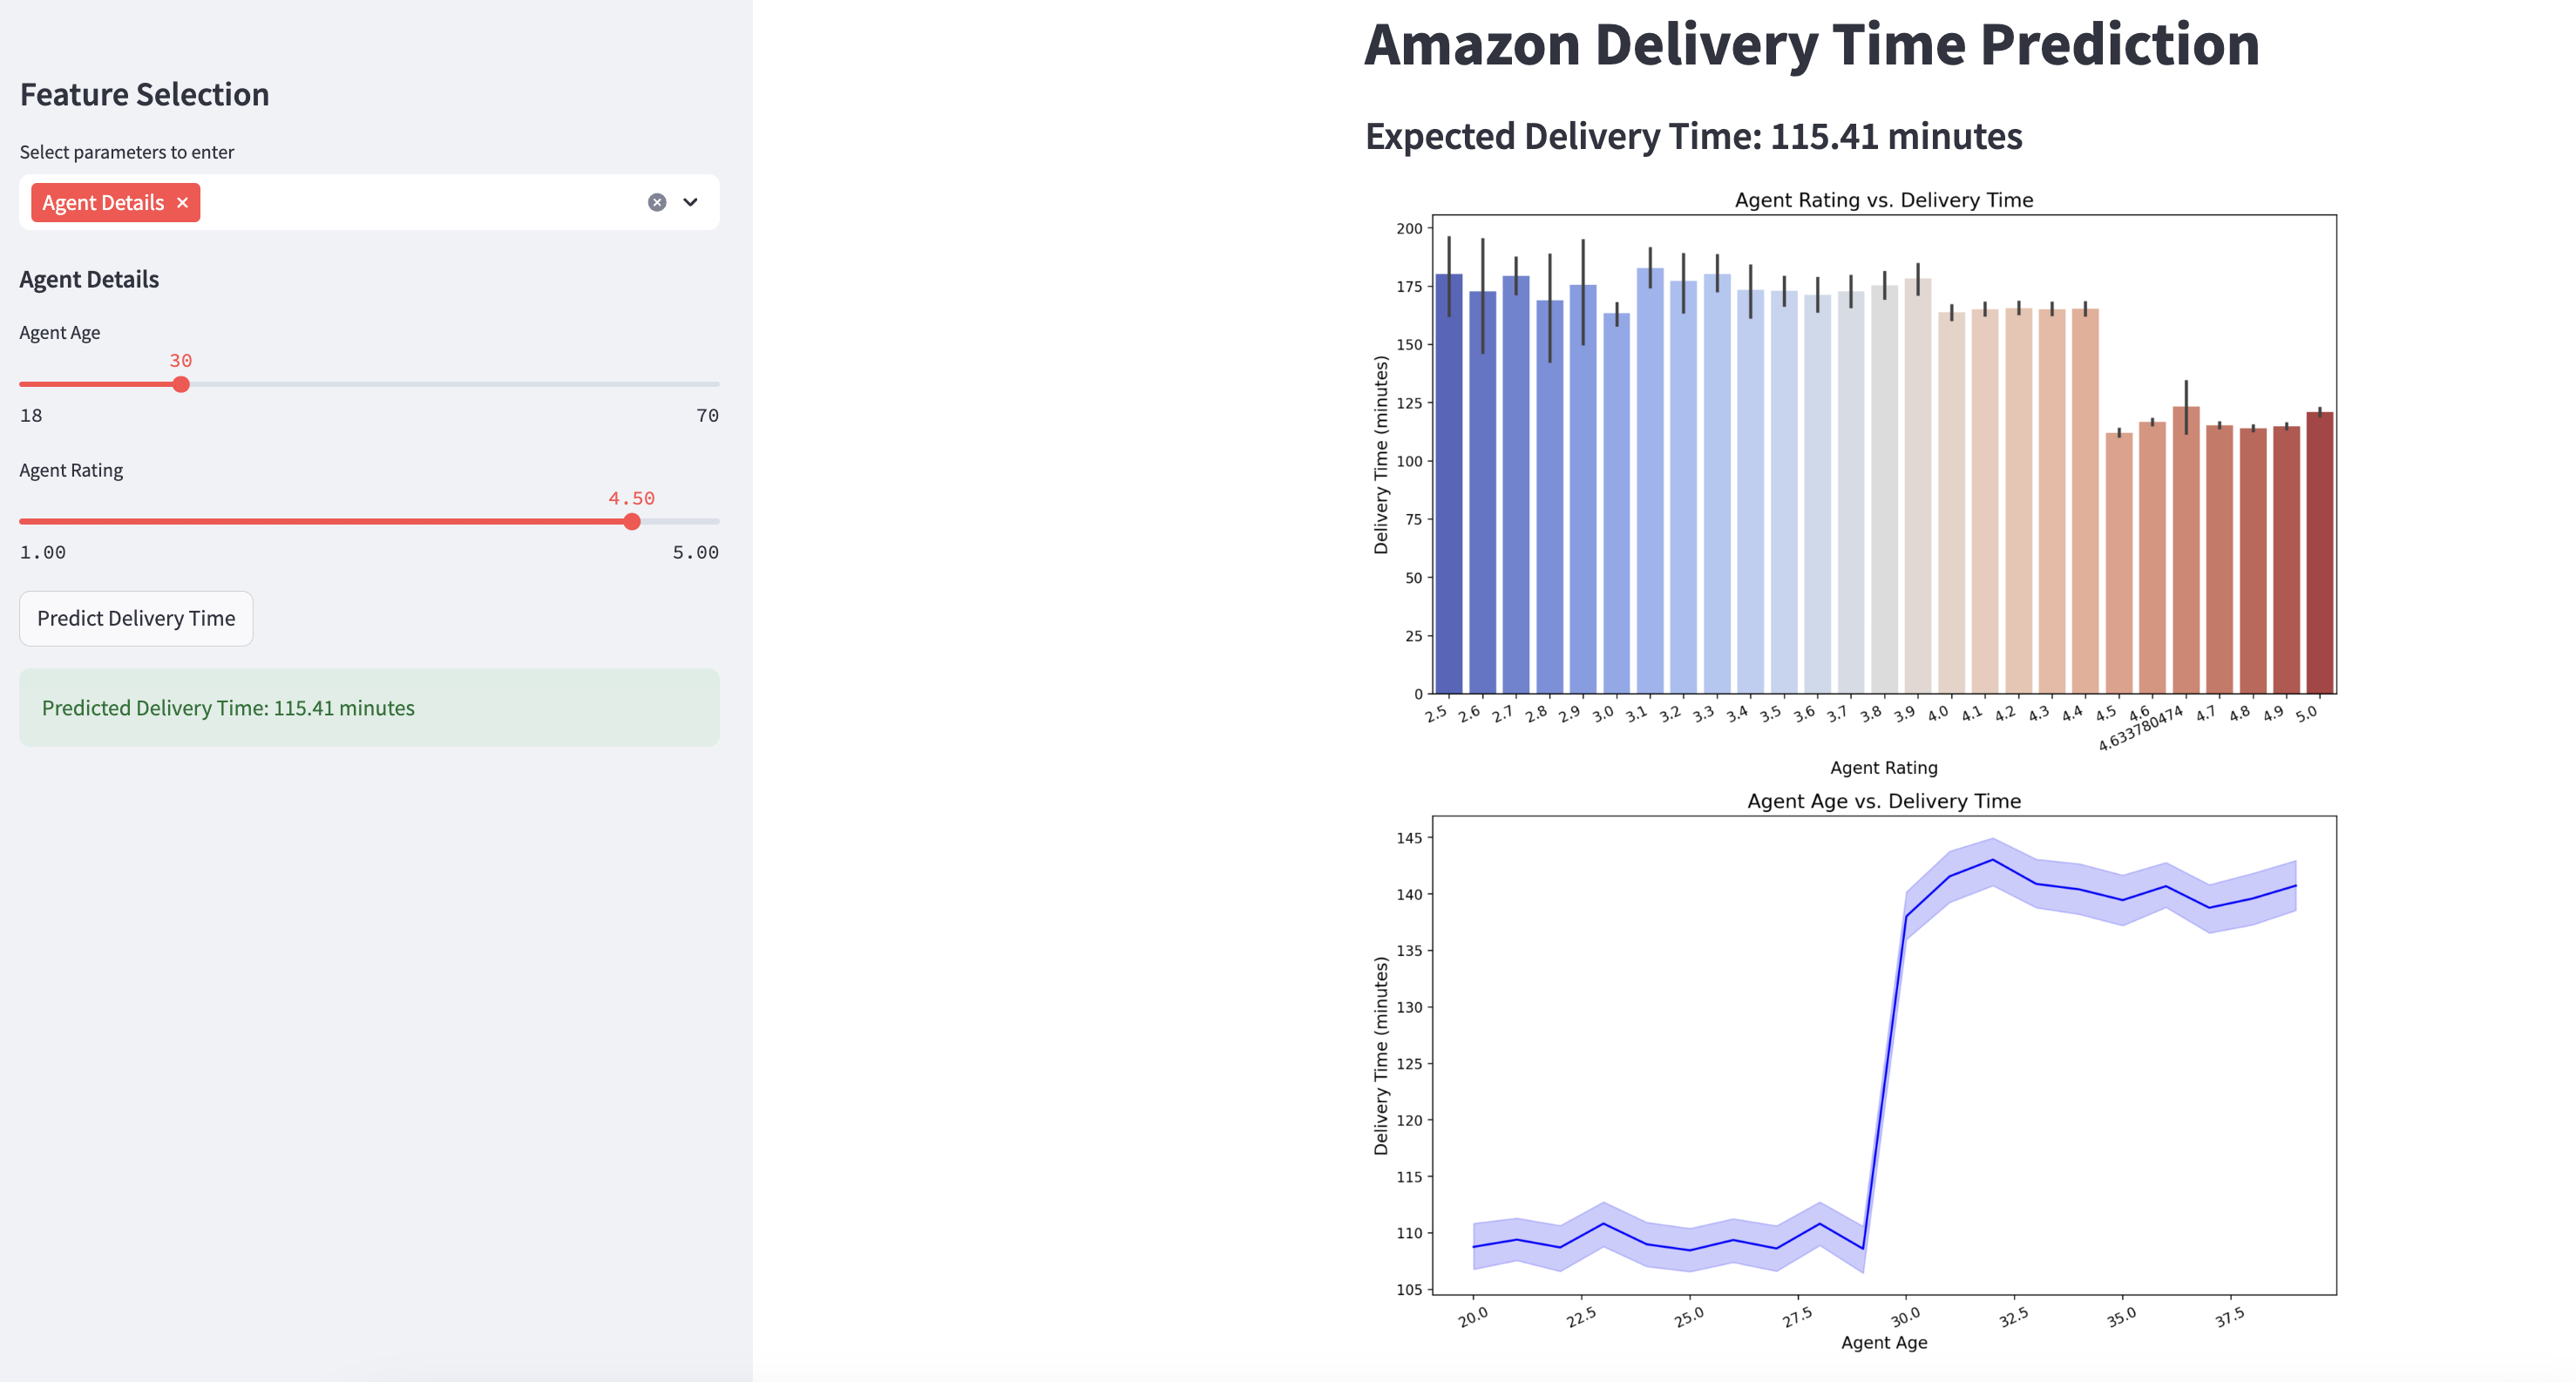 Feature Selection
Select parameters to enter
Agent Details ×
Agent Details
Agent Age
30
18 70
Agent Rating
4.50
1.00 5.00
Predict Delivery Time
Predicted Delivery Time: 115.41 minutes
Amazon Delivery Time Prediction
Expected Delivery Time: 115.41 minutes
Agent Rating vs. Delivery Time
Delivery Time (minutes)
200
175
150
125
100
75
50
25
0
2.5 2.6 2.7 2.8 2.9 3.0 3.1 3.2 3.3 3.4 3.5 3.6 3.7 3.8 3.9 4.0 4.1 4.2 4.3 4.4 4.5 4.6 4.633780474 4.7 4.8 4.9 5.0
Agent Rating
Agent Age vs. Delivery Time
Delivery Time (minutes)
145
140
135
130
125
120
115
110
105
20.0 22.5 25.0 27.5 30.0 32.5 35.0 37.5
Agent Age